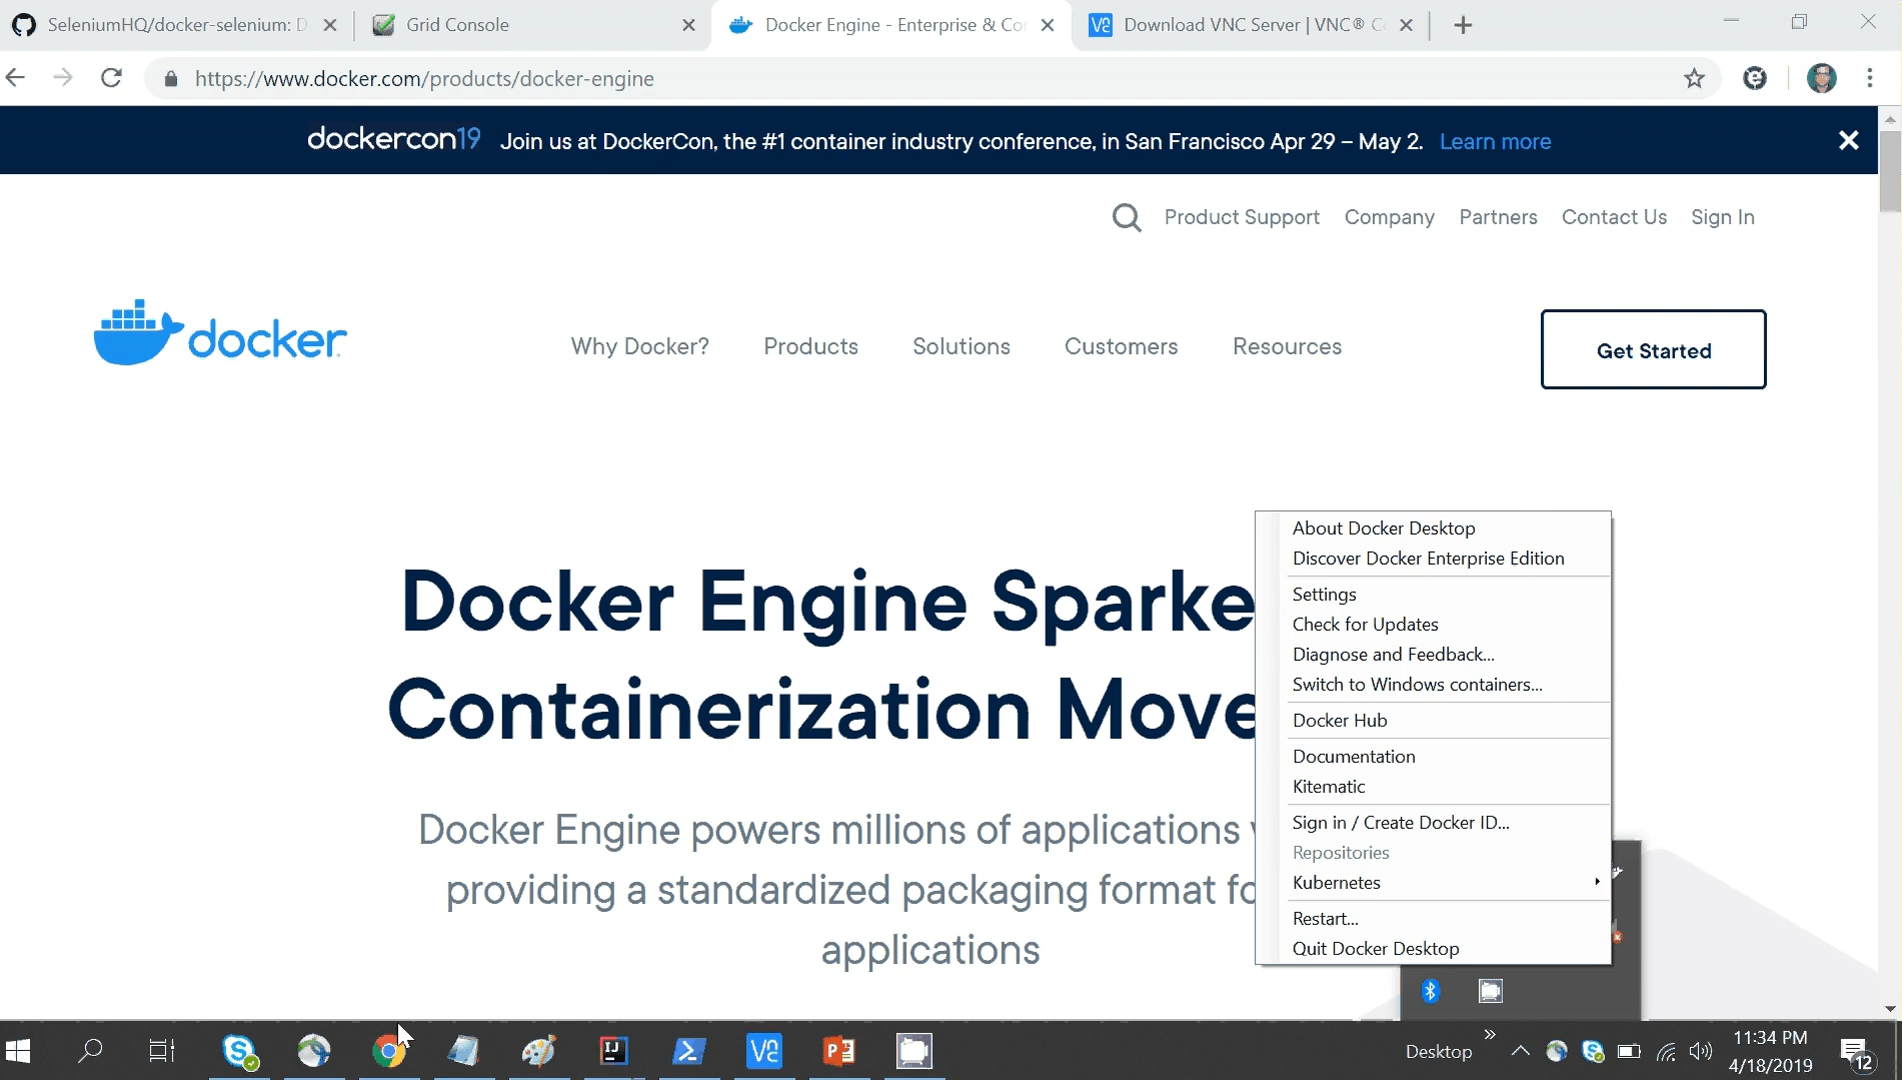 SeleniumHQ/docker-selenium: D
Grid Console
Docker Engine - Enterprise & Co
Download VNC Server | VNC® C
https://www.docker.com/products/docker-engine
dockercon19 Join us at DockerCon, the #1 container industry conference, in San Francisco Apr 29 – May 2. Learn more
Product Support Company Partners Contact Us Sign In
docker
Why Docker? Products Solutions Customers Resources
Get Started
Docker Engine Sparke
Containerization Move
Docker Engine powers millions of applications
providing a standardized packaging format fo
applications
About Docker Desktop
Discover Docker Enterprise Edition
Settings
Check for Updates
Diagnose and Feedback...
Switch to Windows containers...
Docker Hub
Documentation
Kitematic
Sign in / Create Docker ID...
Repositories
Kubernetes
Restart...
Quit Docker Desktop
Desktop
11:34 PM
4/18/2019
12